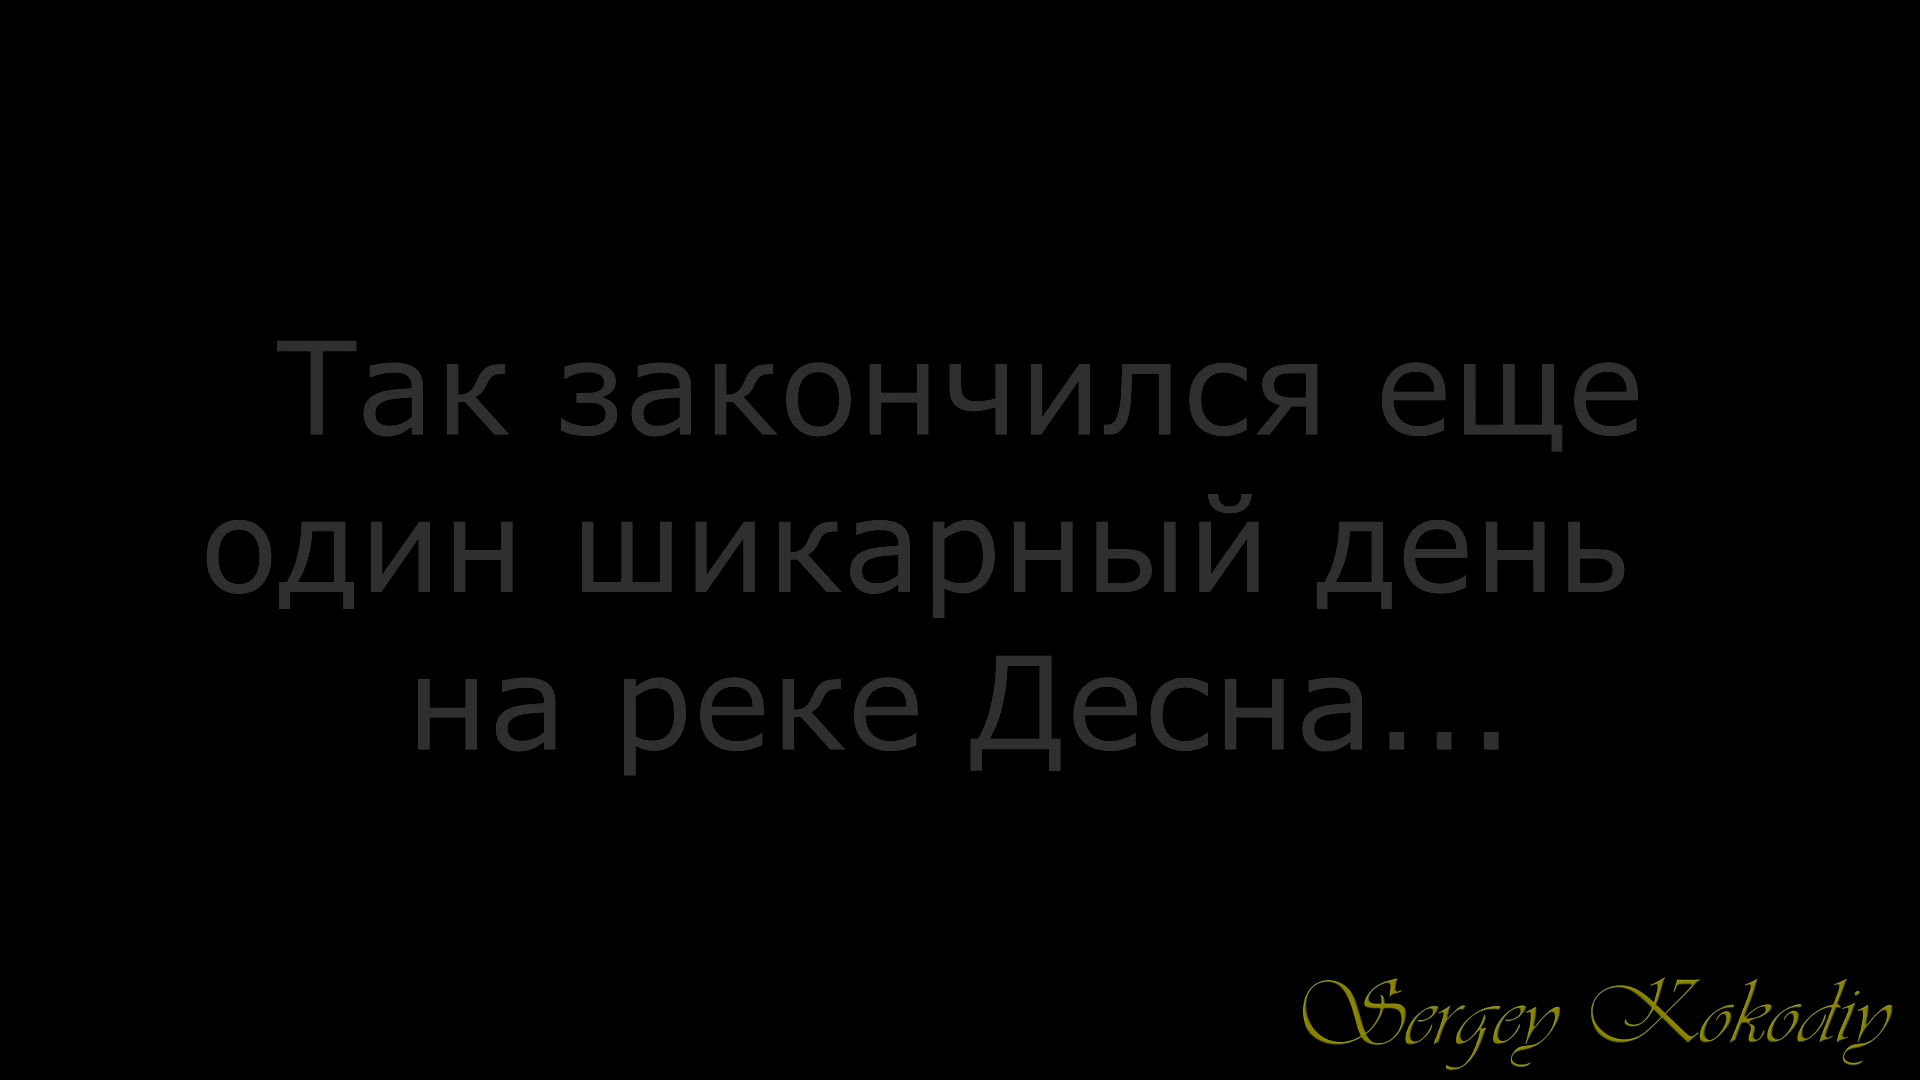 Так закончился еще
один шикарный день
на реке Десна...
Sergey Kokodiy